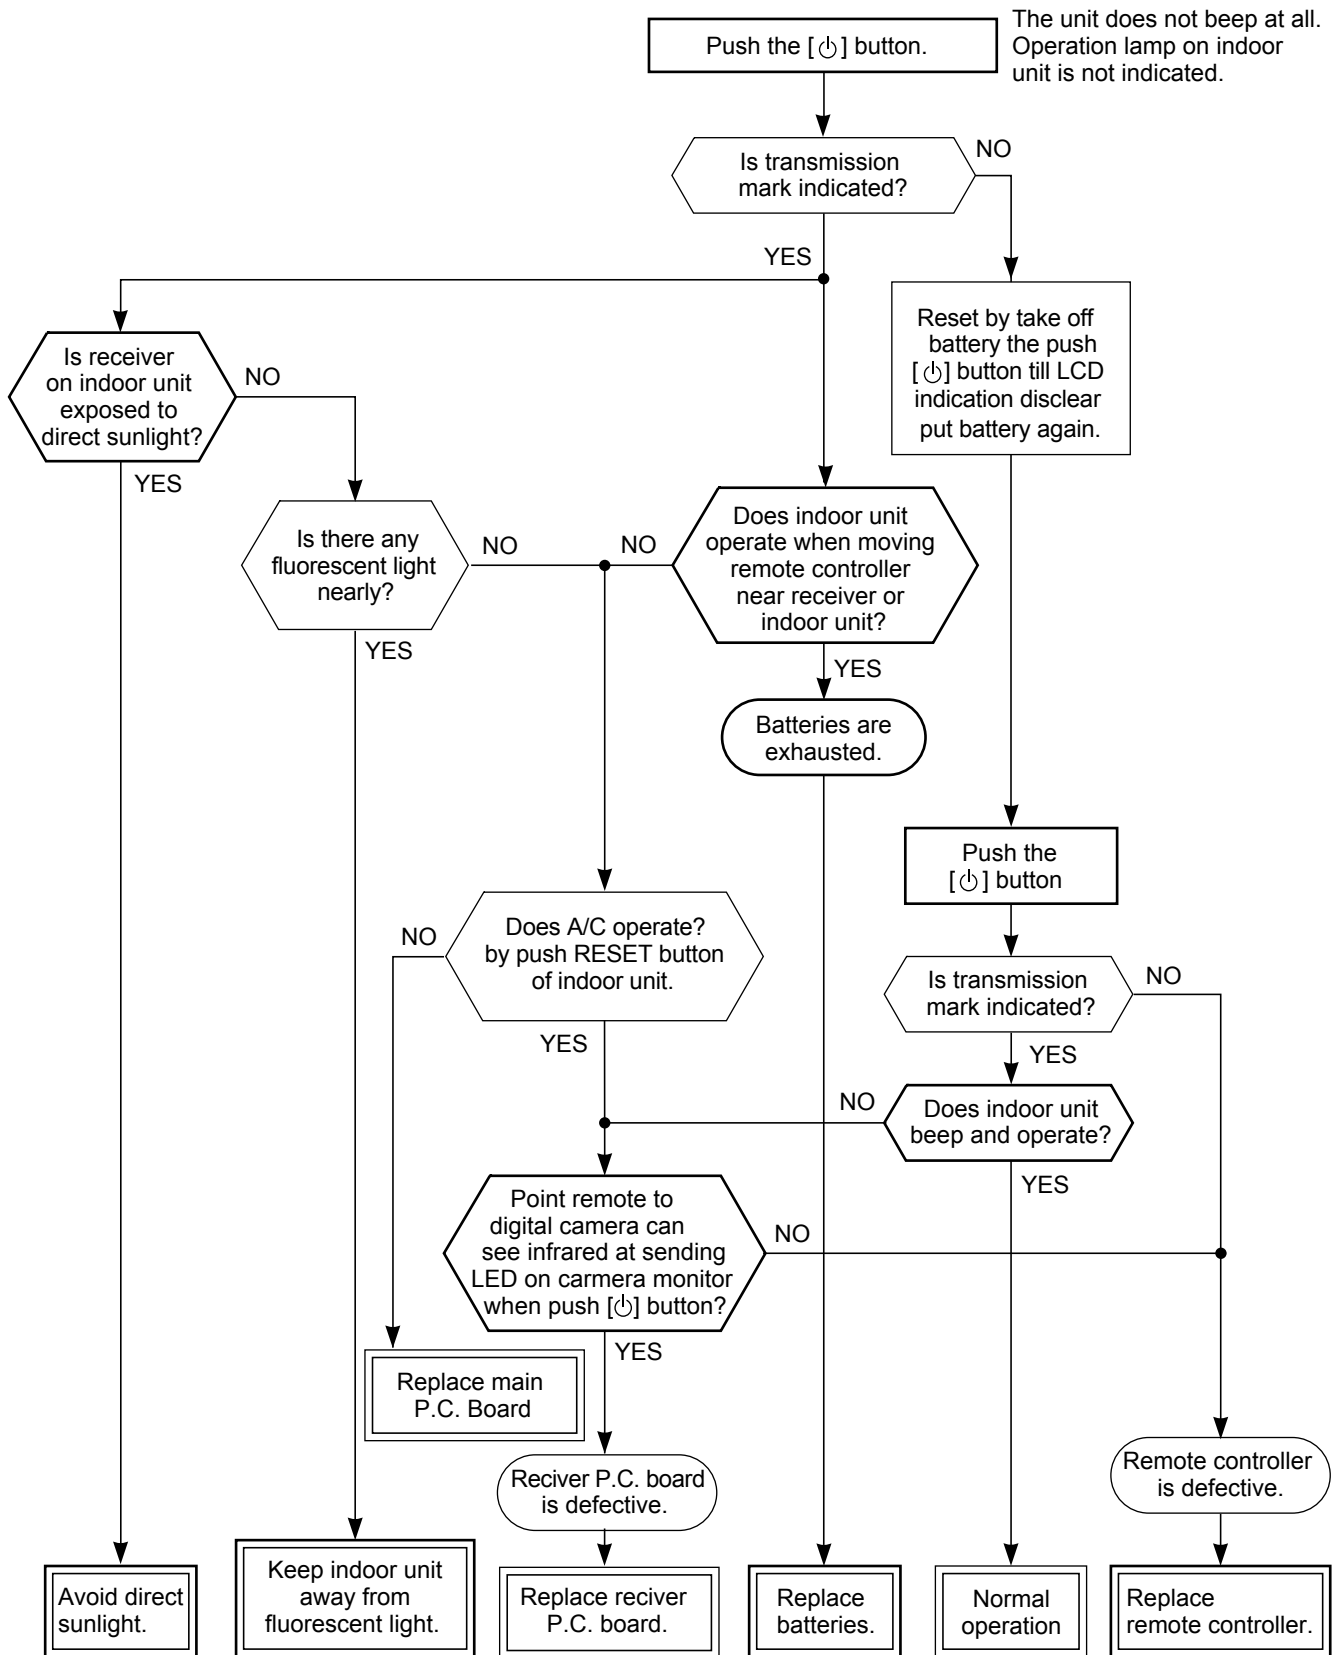 Push the [⏻] button.
The unit does not beep at all.
Operation lamp on indoor
unit is not indicated.
Is transmission
mark indicated?
NO
YES
Reset by take off
battery the push
[⏻] button till LCD
indication disclear
put battery again.
Is receiver
on indoor unit
exposed to
direct sunlight?
NO
YES
Is there any
fluorescent light
nearly?
NO
YES
NO
Does indoor unit
operate when moving
remote controller
near receiver or
indoor unit?
YES
Batteries are
exhausted.
Push the
[⏻] button
NO
Does A/C operate?
by push RESET button
of indoor unit.
YES
Is transmission
mark indicated?
NO
YES
NO
Does indoor unit
beep and operate?
YES
Point remote to
digital camera can
see infrared at sending
LED on carmera monitor
when push [⏻] button?
NO
YES
Replace main
P.C. Board
Reciver P.C. board
is defective.
Remote controller
is defective.
Avoid direct
sunlight.
Keep indoor unit
away from
fluorescent light.
Replace reciver
P.C. board.
Replace
batteries.
Normal
operation
Replace
remote controller.